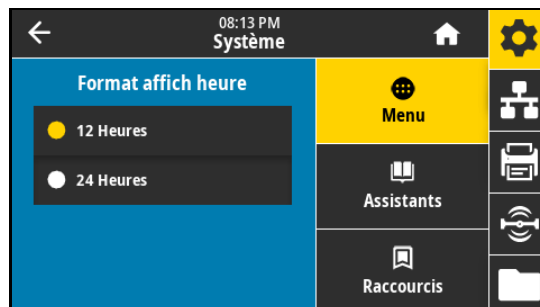 08:13 PM
Système
Format affich heure
12 Heures
24 Heures
Menu
Assistants
Raccourcis